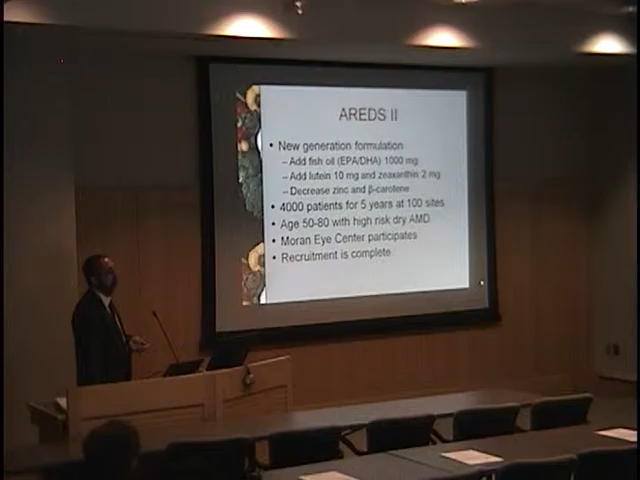 AREDS II
• New generation formulation
– Add fish oil (EPA/DHA) 1000 mg
– Add lutein 10 mg and zeaxanthin 2 mg
– Decrease zinc and β-carotene
• 4000 patients for 5 years at 100 sites
• Age 50-80 with high risk dry AMD
• Moran Eye Center participates
• Recruitment is complete